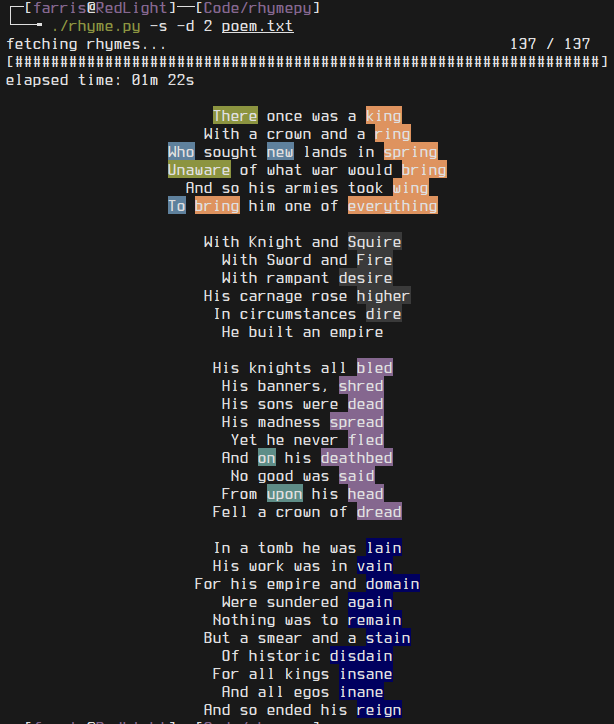 [farris@RedLight]—[Code/rhymepy]
./rhyme.py -s -d 2 poem.txt
fetching rhymes... 137 / 137
[##################################################################]
elapsed time: 01m 22s
There once was a king
With a crown and a ring
Who sought new lands in spring
Unaware of what war would bring
And so his armies took wing
To bring him one of everything
With Knight and Squire
With Sword and Fire
With rampant desire
His carnage rose higher
In circumstances dire
He built an empire
His knights all bled
His banners, shred
His sons were dead
His madness spread
Yet he never fled
And on his deathbed
No good was said
From upon his head
Fell a crown of dread
In a tomb he was lain
His work was in vain
For his empire and domain
Were sundered again
Nothing was to remain
But a smear and a stain
Of historic disdain
For all kings insane
And all egos inane
And so ended his reign